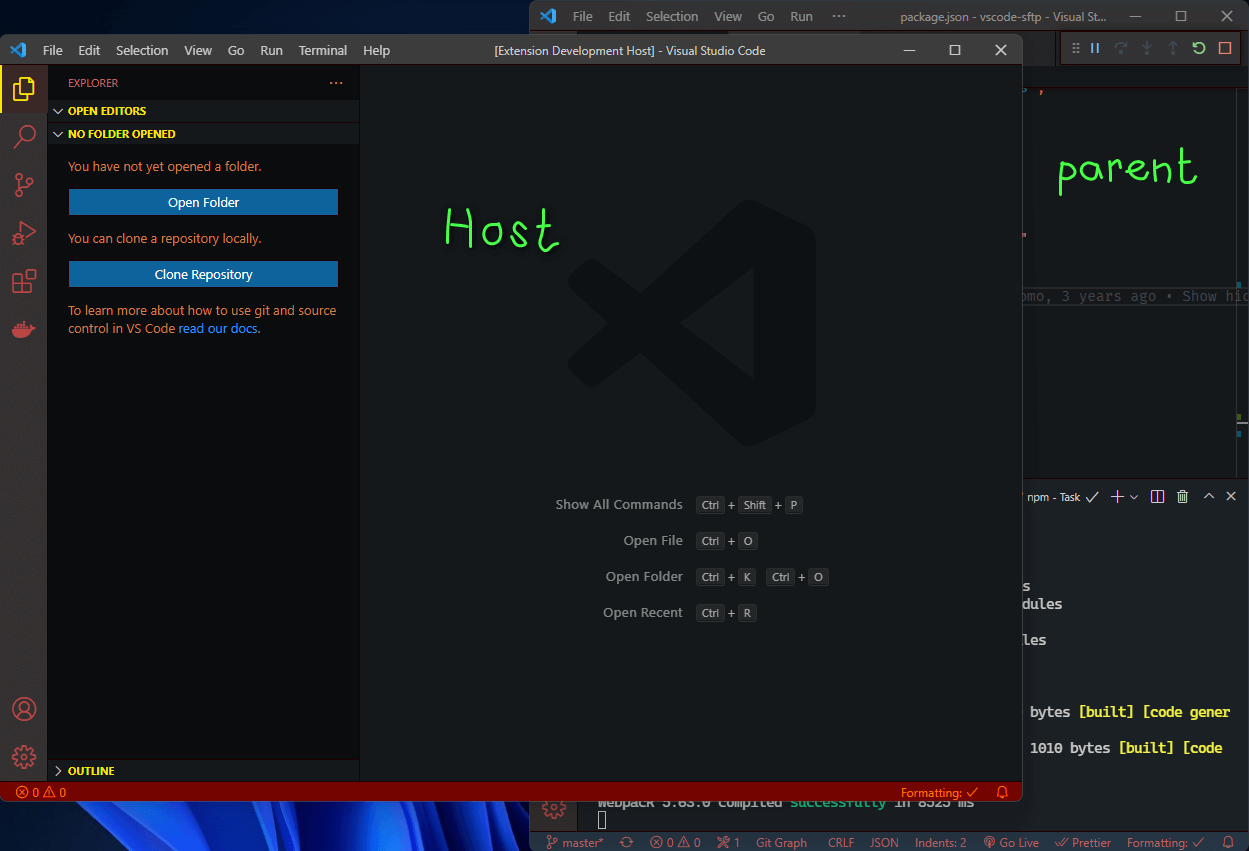 File Edit Selection View Go Run ··· package.json - vscode-sftp - Visual St...
File Edit Selection View Go Run Terminal Help [Extension Development Host] - Visual Studio Code
EXPLORER ···
OPEN EDITORS
NO FOLDER OPENED
You have not yet opened a folder.
Open Folder
You can clone a repository locally.
Clone Repository
To learn more about how to use git and source
control in VS Code read our docs.
Host
parent
, 3 years ago • Show
Show All Commands Ctrl + Shift + P
Open File Ctrl + O
Open Folder Ctrl + K Ctrl + O
Open Recent Ctrl + R
npm - Task
bytes [built] [code gener
1010 bytes [built] [code
OUTLINE
0 0 Formatting:
webpack 5.63.0 compiled successfully in 8525 ms
master* 0 0 1 Git Graph CRLF JSON Indents: 2 Go Live Prettier Formatting: